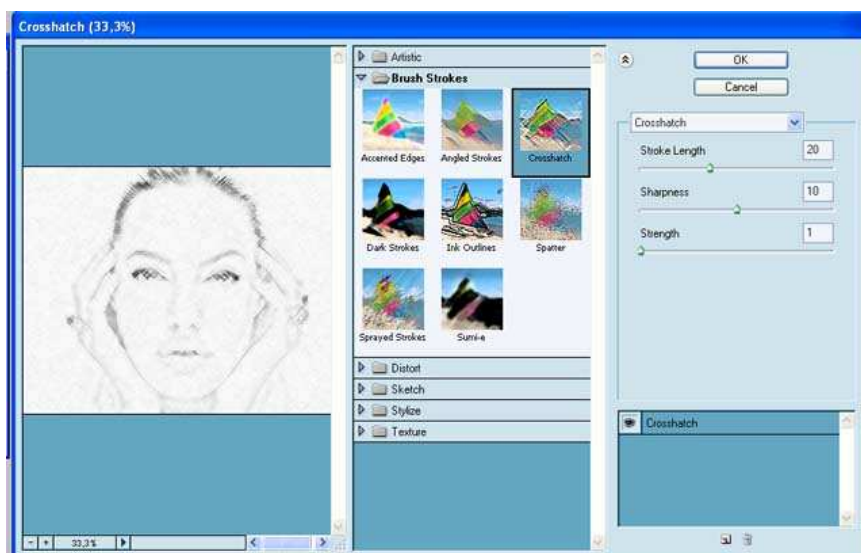 Crosshatch (33,3%)
Artistic
Brush Strokes
Accented Edges
Angled Strokes
Crosshatch
Dark Strokes
Ink Outlines
Spatter
Sprayed Strokes
Sumi-e
Distort
Sketch
Stylize
Texture
33,3%
OK
Cancel
Crosshatch
Stroke Length 20
Sharpness 10
Strength 1
Crosshatch